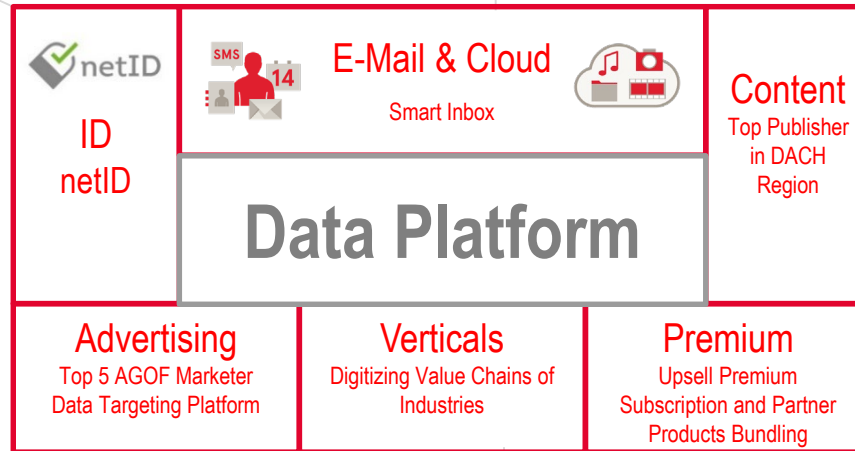 netID
ID
netID
SMS
14
E-Mail & Cloud
Smart Inbox
Content
Top Publisher
in DACH
Region
Data Platform
Advertising
Top 5 AGOF Marketer
Data Targeting Platform
Verticals
Digitizing Value Chains of
Industries
Premium
Upsell Premium
Subscription and Partner
Products Bundling